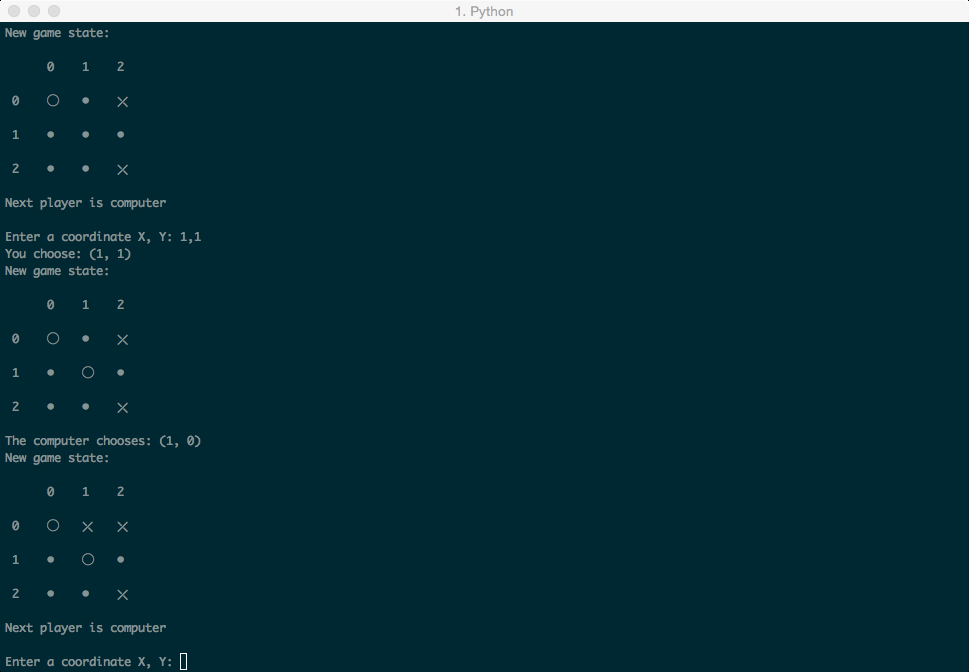 1. Python
New game state:
0 1 2
0 ○ • ×
1 • • •
2 • • ×
Next player is computer
Enter a coordinate X, Y: 1,1
You choose: (1, 1)
New game state:
0 1 2
0 ○ • ×
1 • ○ •
2 • • ×
The computer chooses: (1, 0)
New game state:
0 1 2
0 ○ × ×
1 • ○ •
2 • • ×
Next player is computer
Enter a coordinate X, Y: